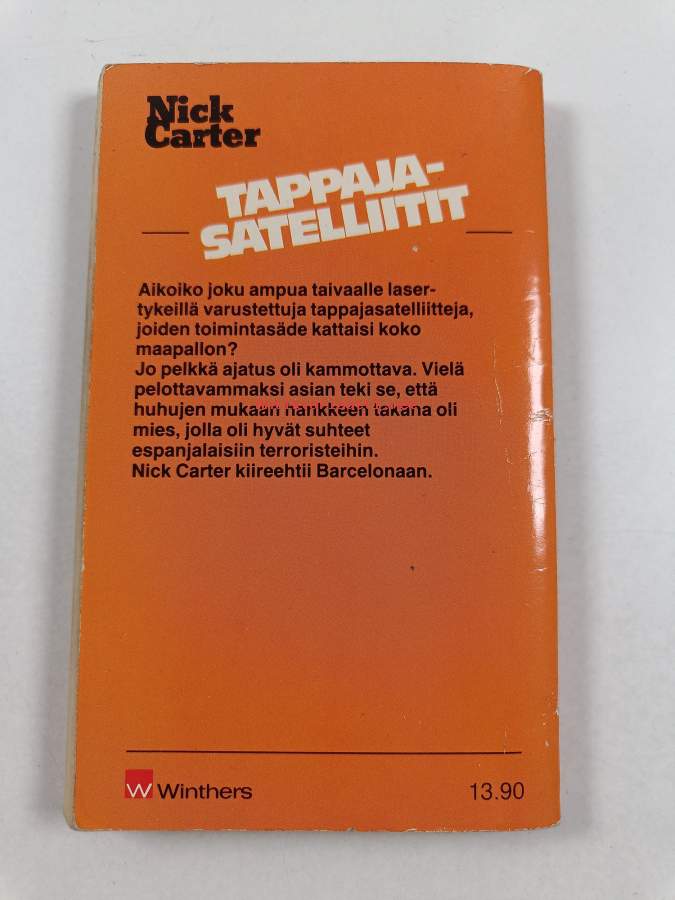 Nick
Carter
TAPPAJA-
SATELLIITIT
Aikoiko joku ampua taivaalle laser-
tykeillä varustettuja tappajasatelliitteja,
joiden toimintasäde kattaisi koko
maapallon?
Jo pelkkä ajatus oli kammottava. Vielä
pelottavammaksi asian teki se, että
huhujen mukaan hankkeen takana oli
mies, jolla oli hyvät suhteet
espanjalaisiin terroristeihin.
Nick Carter kiireehtii Barcelonaan.
W Winthers
13.90